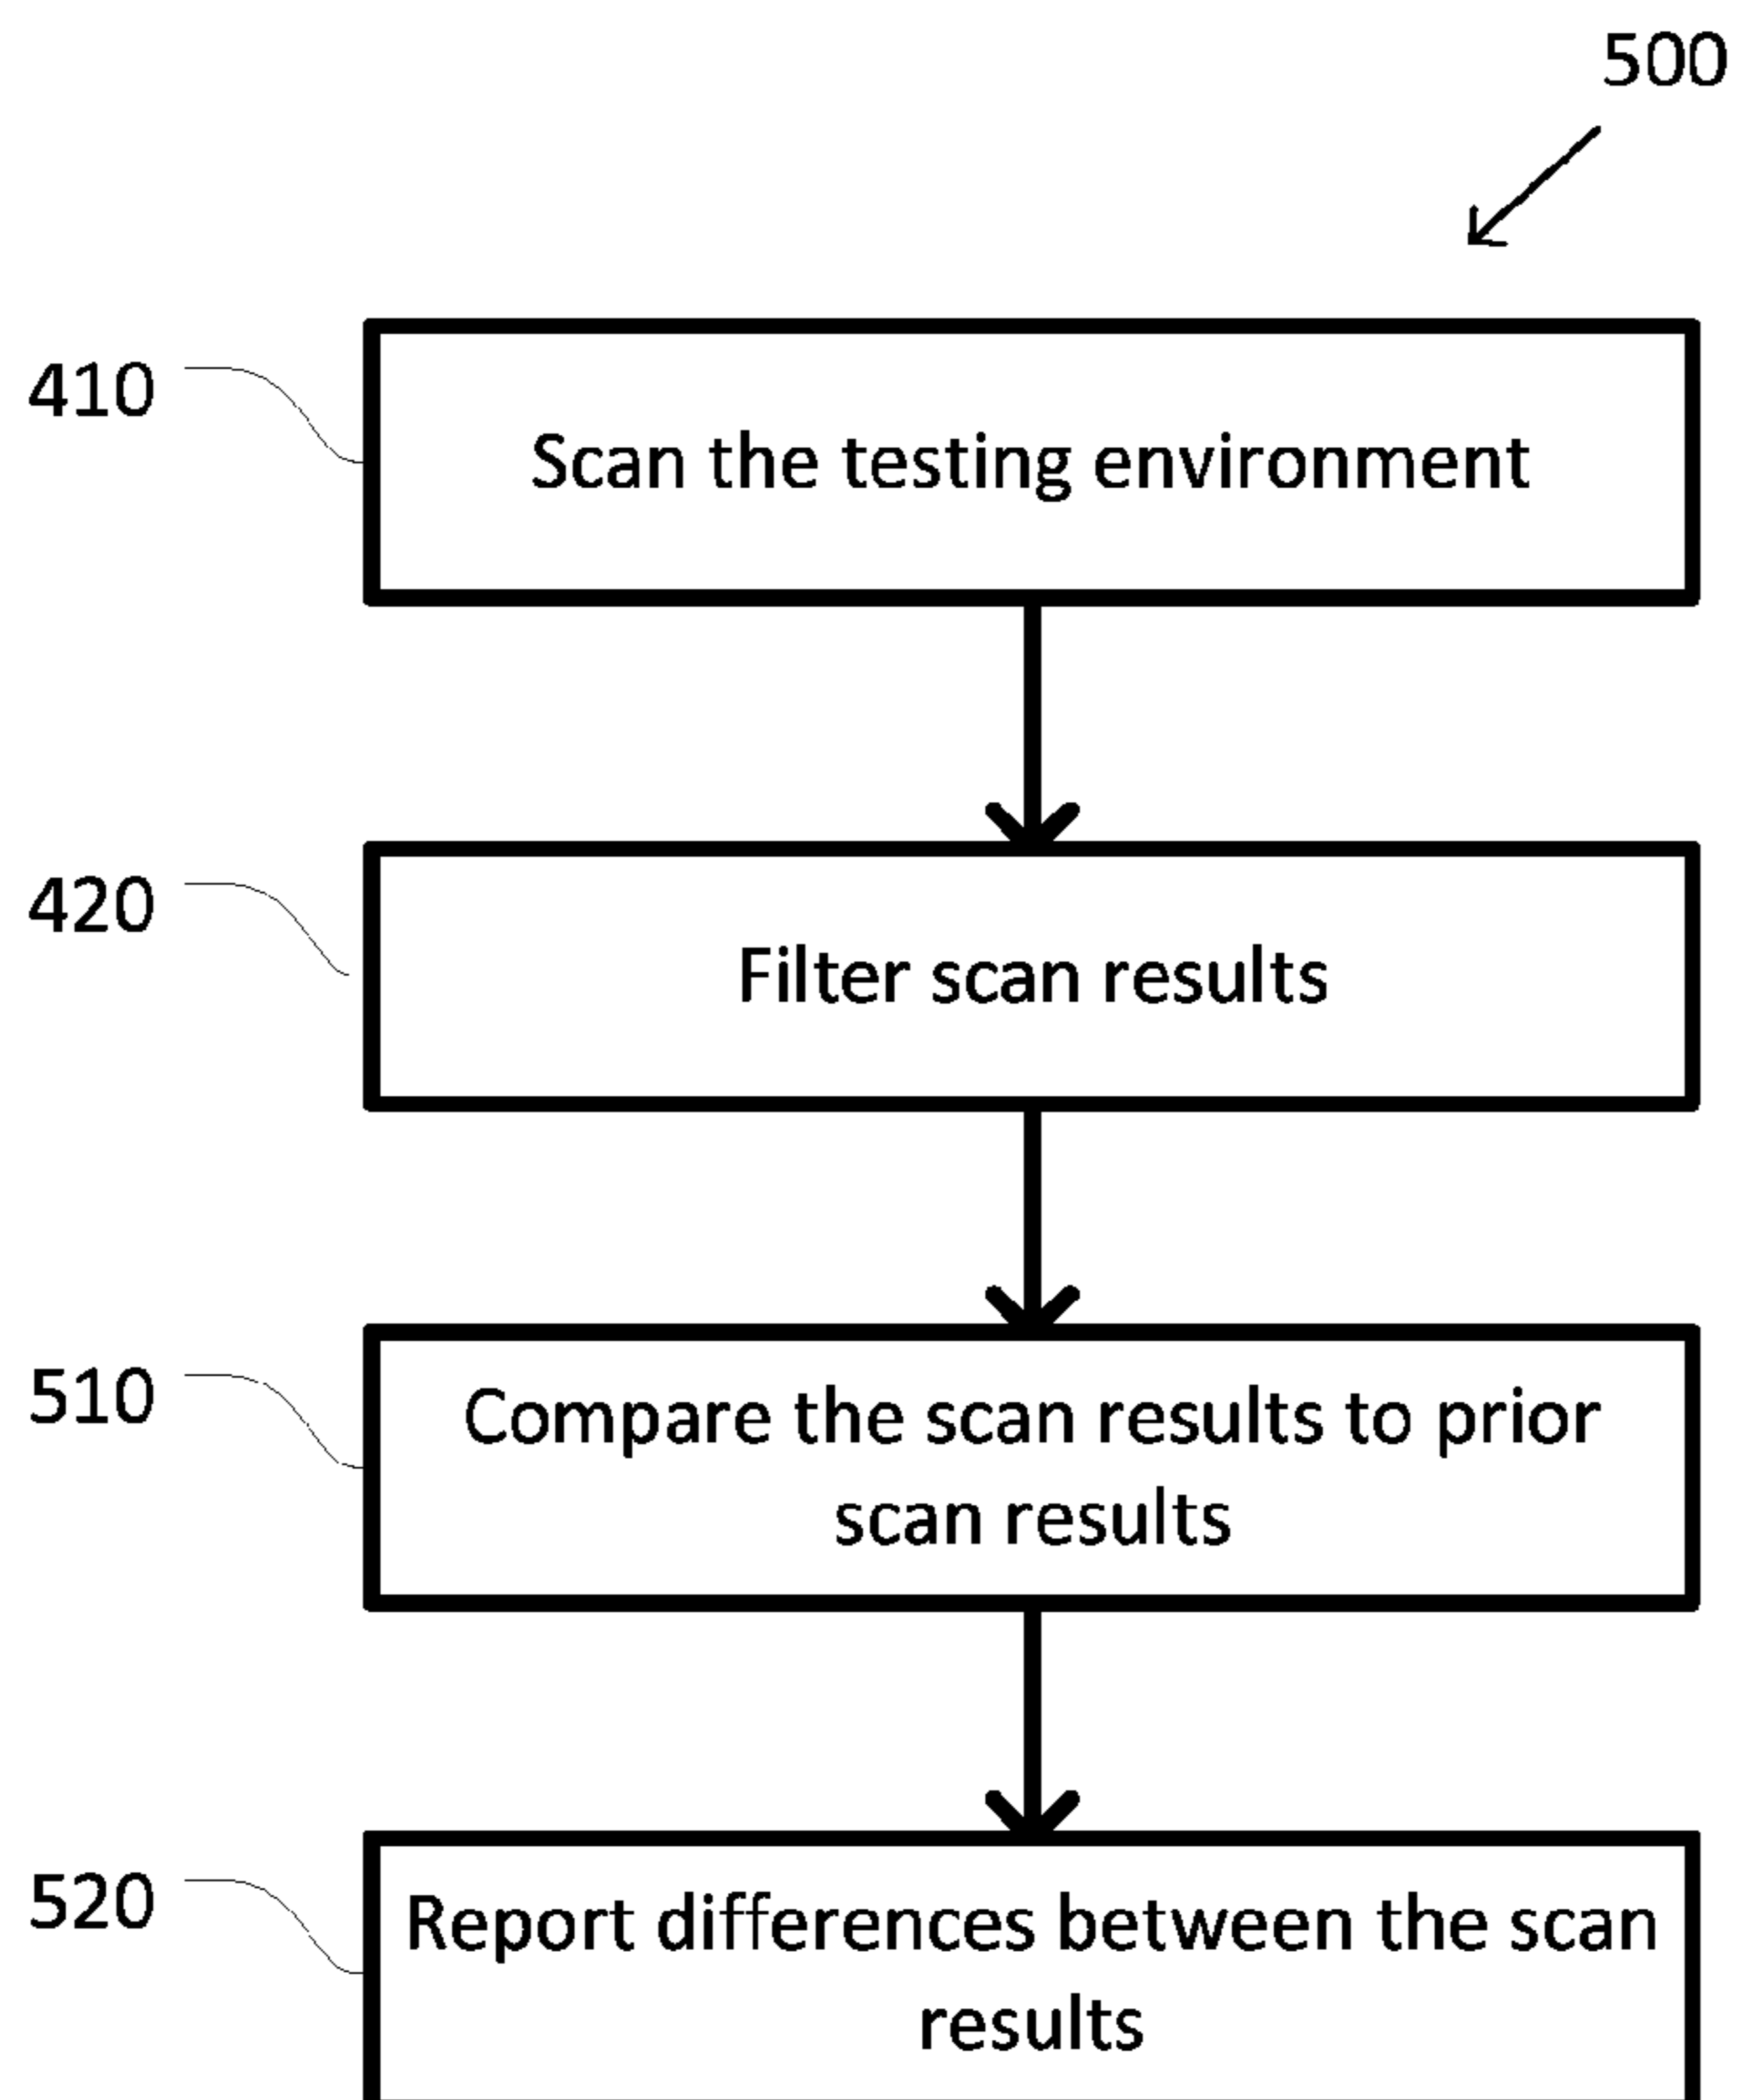 500
410
Scan the testing environment
420
Filter scan results
510
Compare the scan results to prior
scan results
520
Report differences between the scan
results